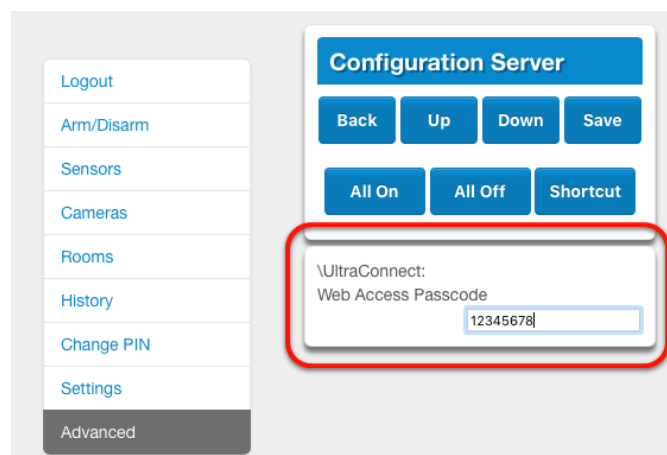 Logout
Arm/Disarm
Sensors
Cameras
Rooms
History
Change PIN
Settings
Advanced
Configuration Server
Back Up Down Save
All On All Off Shortcut
\UltraConnect:
Web Access Passcode
12345678